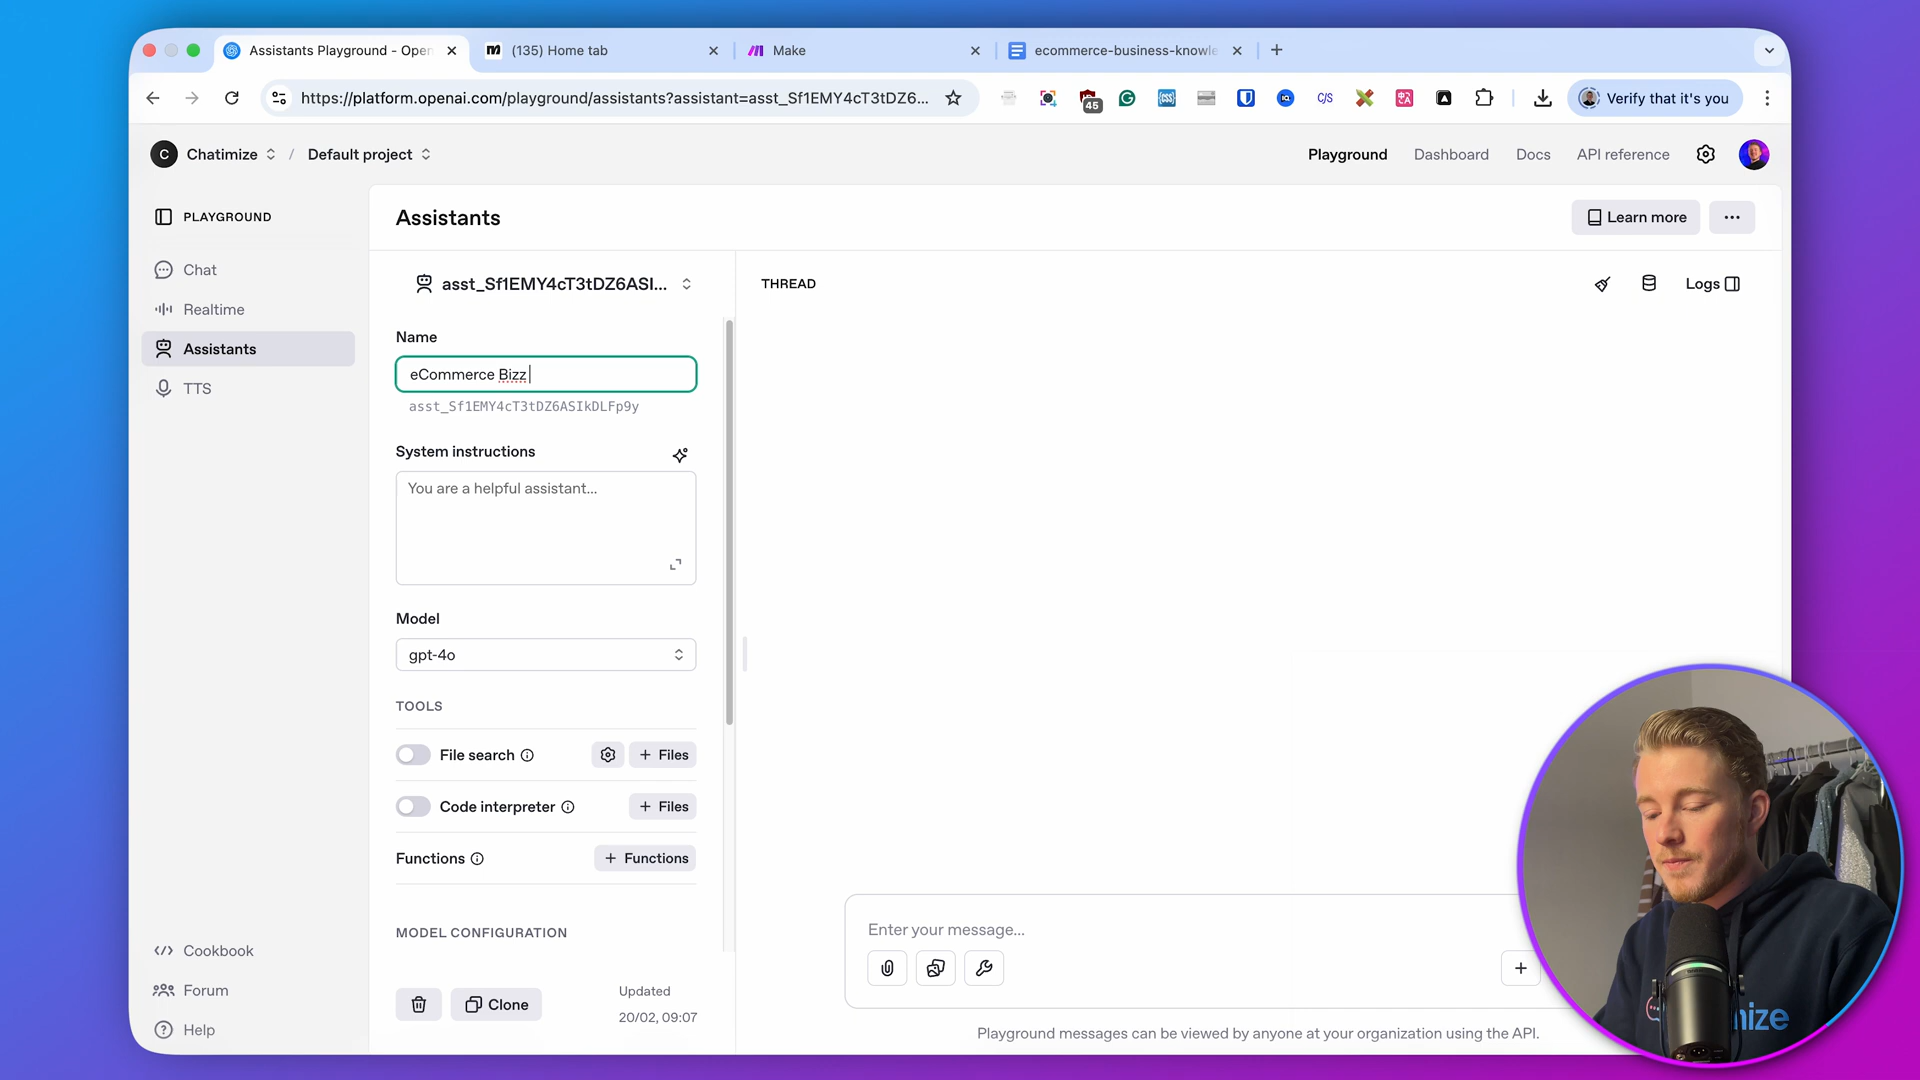 Assistants Playground - Open
(135) Home tab
Make
ecommerce-business-knowle
https://platform.openai.com/playground/assistants?assistant=asst_Sf1EMY4cT3tDZ6...
45
Verify that it's you
C Chatimize / Default project
Playground
Dashboard
Docs
API reference
PLAYGROUND
Chat
Realtime
Assistants
TTS
Cookbook
Forum
Help
Assistants
Learn more
asst_Sf1EMY4cT3tDZ6ASI...
Name
eCommerce Bizz
asst_Sf1EMY4cT3tDZ6ASIkDLFp9y
System instructions
You are a helpful assistant...
Model
gpt-4o
TOOLS
File search
+ Files
Code interpreter
+ Files
Functions
+ Functions
MODEL CONFIGURATION
Clone
Updated
20/02, 09:07
THREAD
Logs
Enter your message...
Playground messages can be viewed by anyone at your organization using the API.